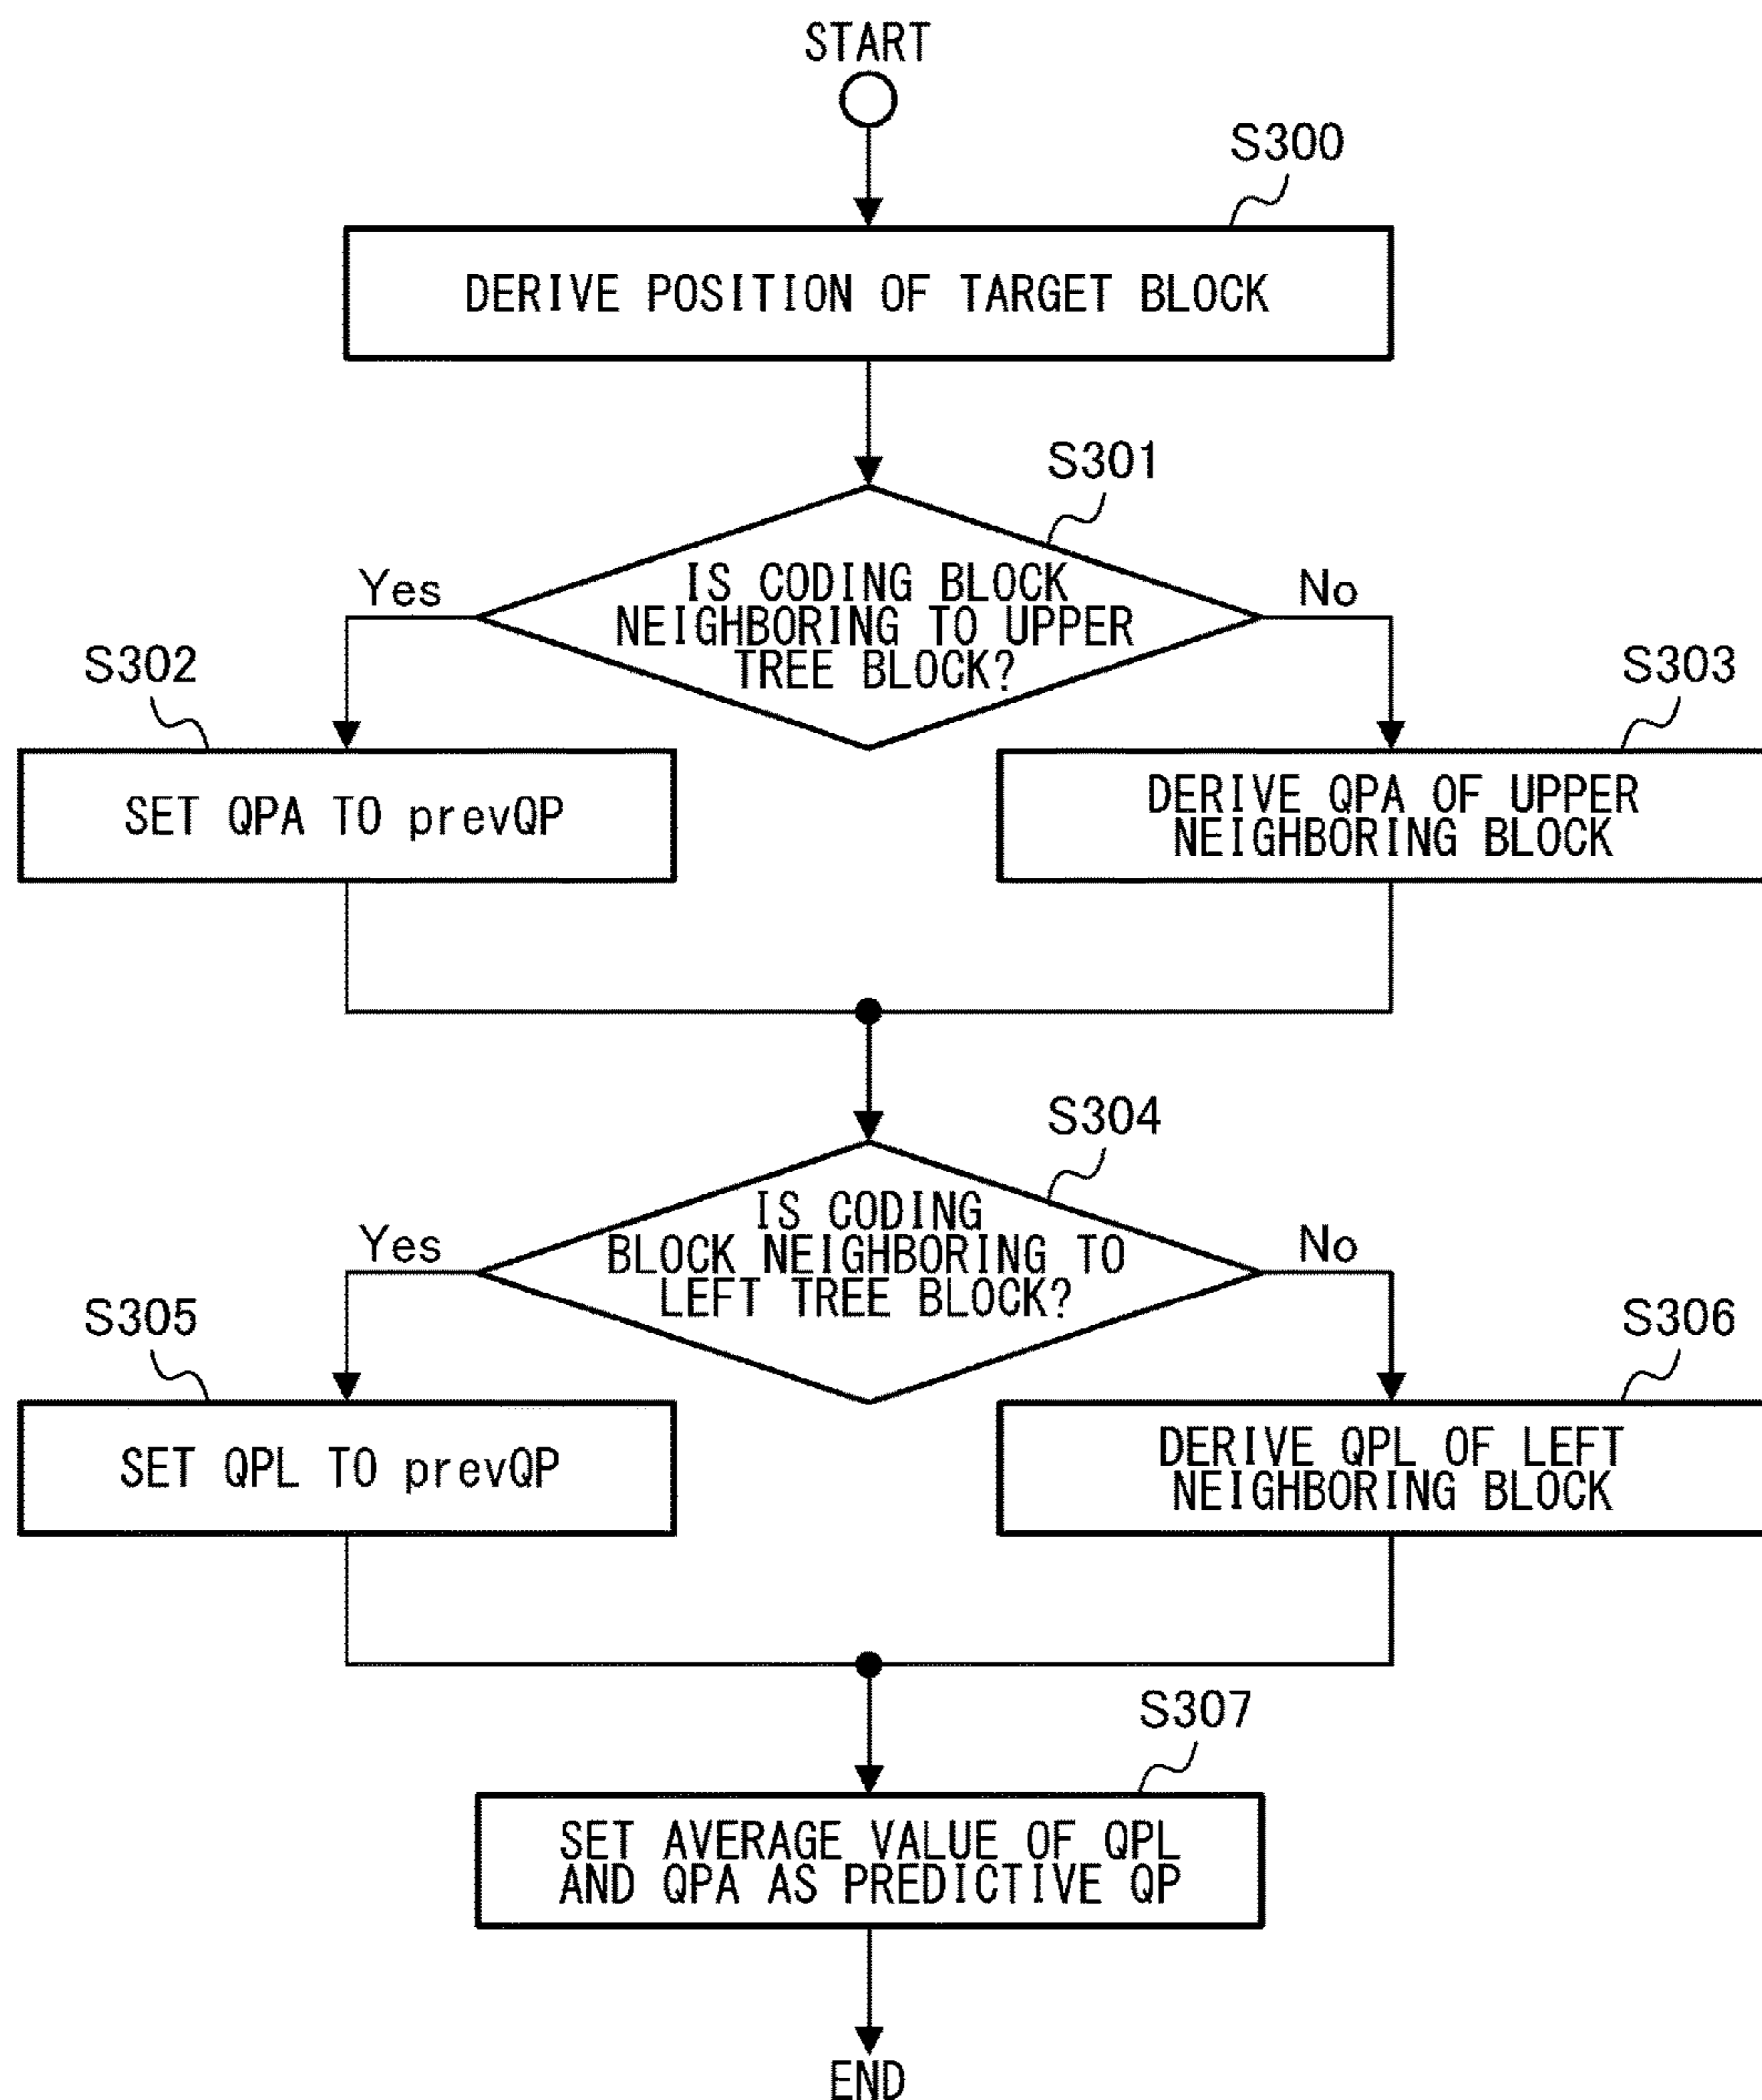 START
S300
DERIVE POSITION OF TARGET BLOCK
S301
IS CODING BLOCK
NEIGHBORING TO UPPER
TREE BLOCK?
Yes
No
S302
S303
SET QPA TO prevQP
DERIVE QPA OF UPPER
NEIGHBORING BLOCK
S304
IS CODING
BLOCK NEIGHBORING TO
LEFT TREE BLOCK?
Yes
No
S305
S306
SET QPL TO prevQP
DERIVE QPL OF LEFT
NEIGHBORING BLOCK
S307
SET AVERAGE VALUE OF QPL
AND QPA AS PREDICTIVE QP
END